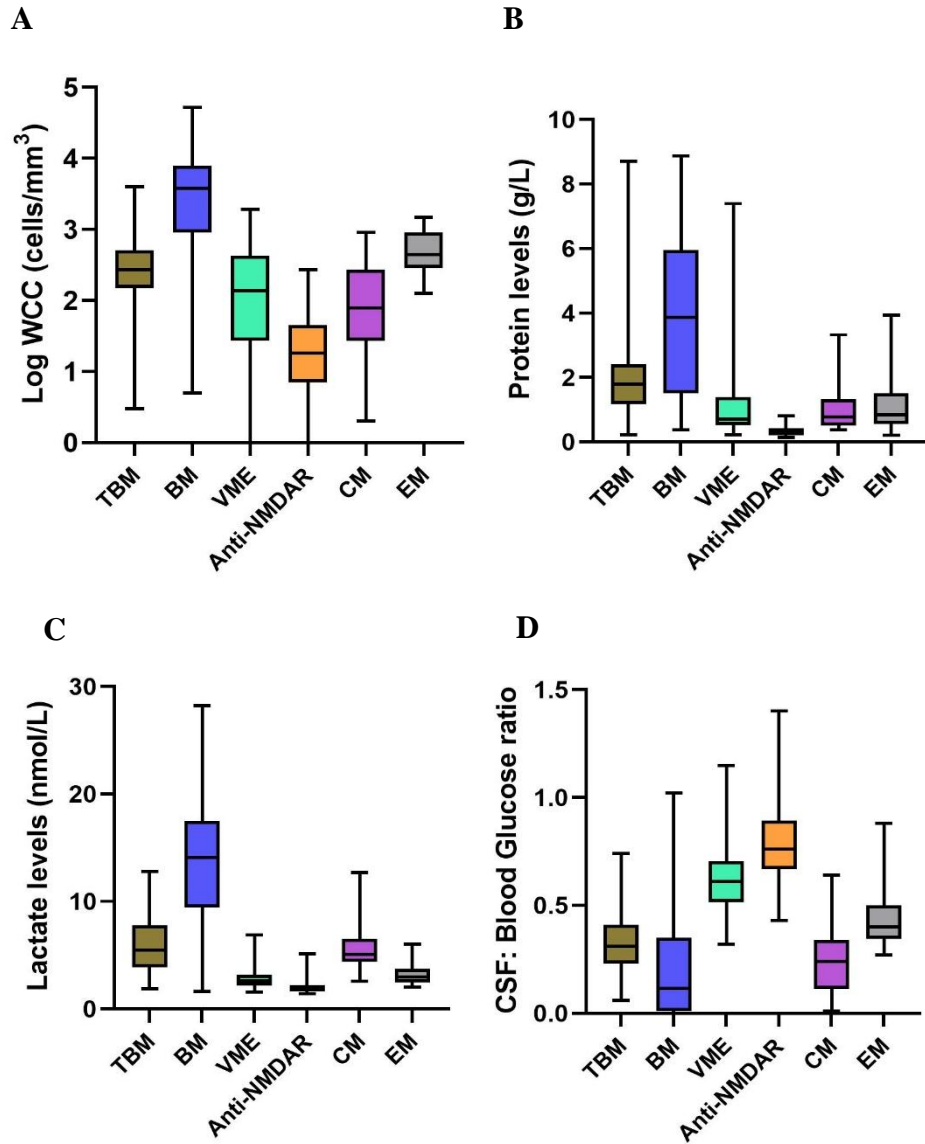 A
Log WCC (cells/mm³)
5
4
3
2
1
0
TBM
BM
VME
Anti-NMDAR
CM
EM
B
Protein levels (g/L)
10
8
6
4
2
0
TBM
BM
VME
Anti-NMDAR
CM
EM
C
Lactate levels (nmol/L)
30
20
10
0
TBM
BM
VME
Anti-NMDAR
CM
EM
D
CSF: Blood Glucose ratio
1.5
1.0
0.5
0.0
TBM
BM
VME
Anti-NMDAR
CM
EM